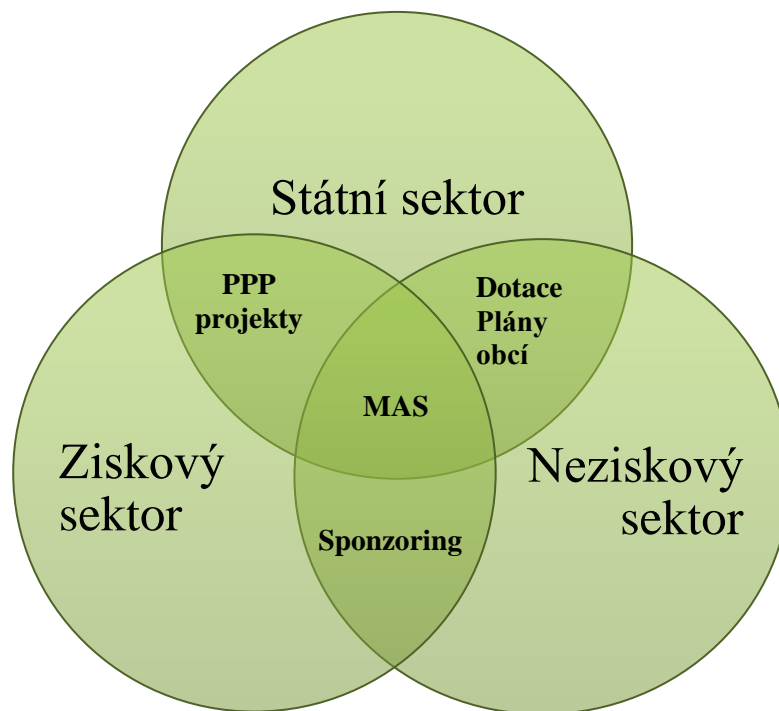 Státní sektor
PPP
projekty
Dotace
Plány
obcí
MAS
Ziskový
sektor
Neziskový
sektor
Sponzoring